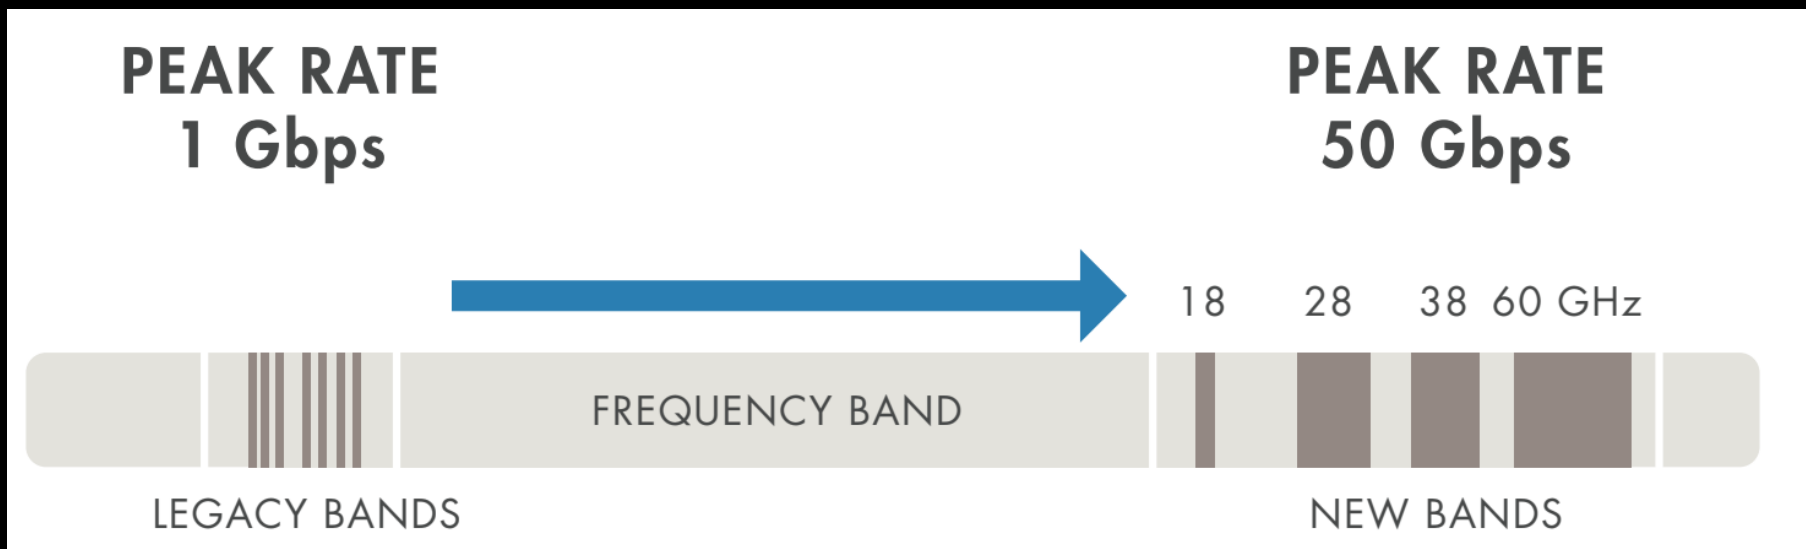 PEAK RATE
1 Gbps
PEAK RATE
50 Gbps
18 28 38 60 GHz
FREQUENCY BAND
LEGACY BANDS
NEW BANDS